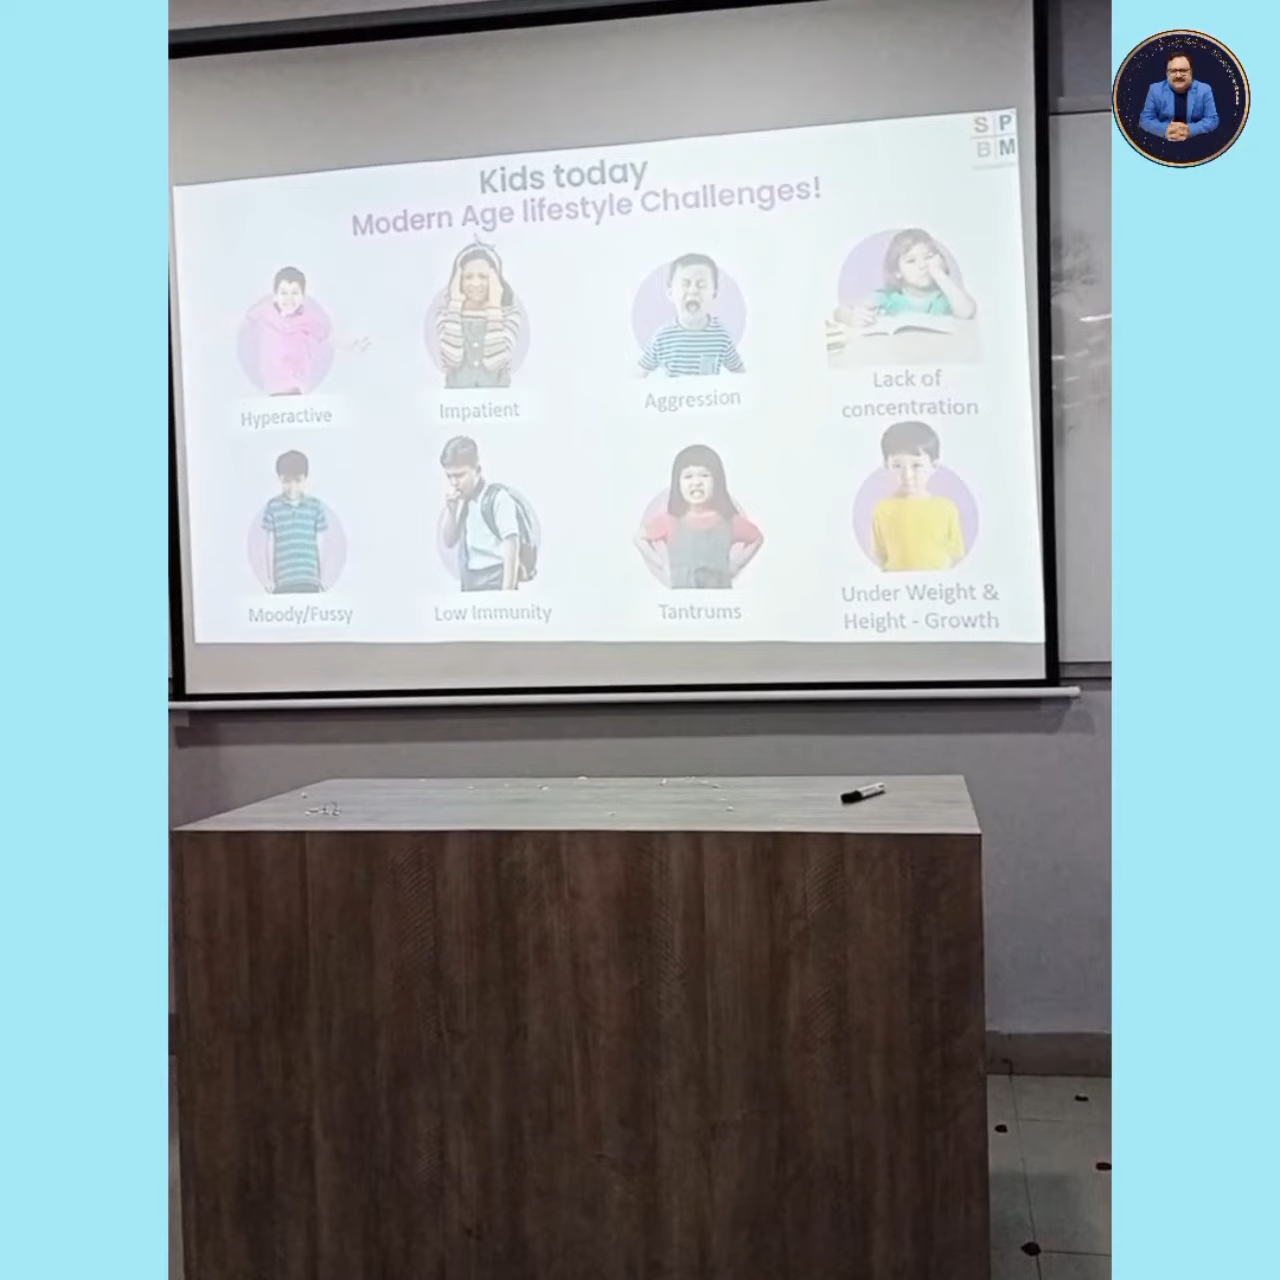 S P
B M
Kids today
Modern Age lifestyle Challenges!
Hyperactive
Impatient
Aggression
Lack of
concentration
Moody/Fussy
Low Immunity
Tantrums
Under Weight &
Height - Growth